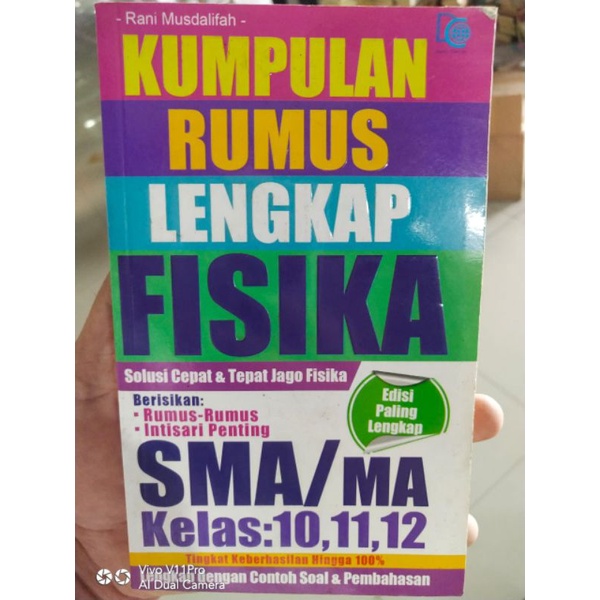 - Rani Musdalifah -
KUMPULAN
RUMUS
LENGKAP
FISIKA
Solusi Cepat & Tepat Jago Fisika
Berisikan:
• Rumus-Rumus
• Intisari Penting
Edisi
Paling
Lengkap
SMA/MA
Kelas:10,11,12
Tingkat Keberhasilan Hingga 100%
Lengkap dengan Contoh Soal & Pembahasan
Vivo V11Pro
AI Dual Camera